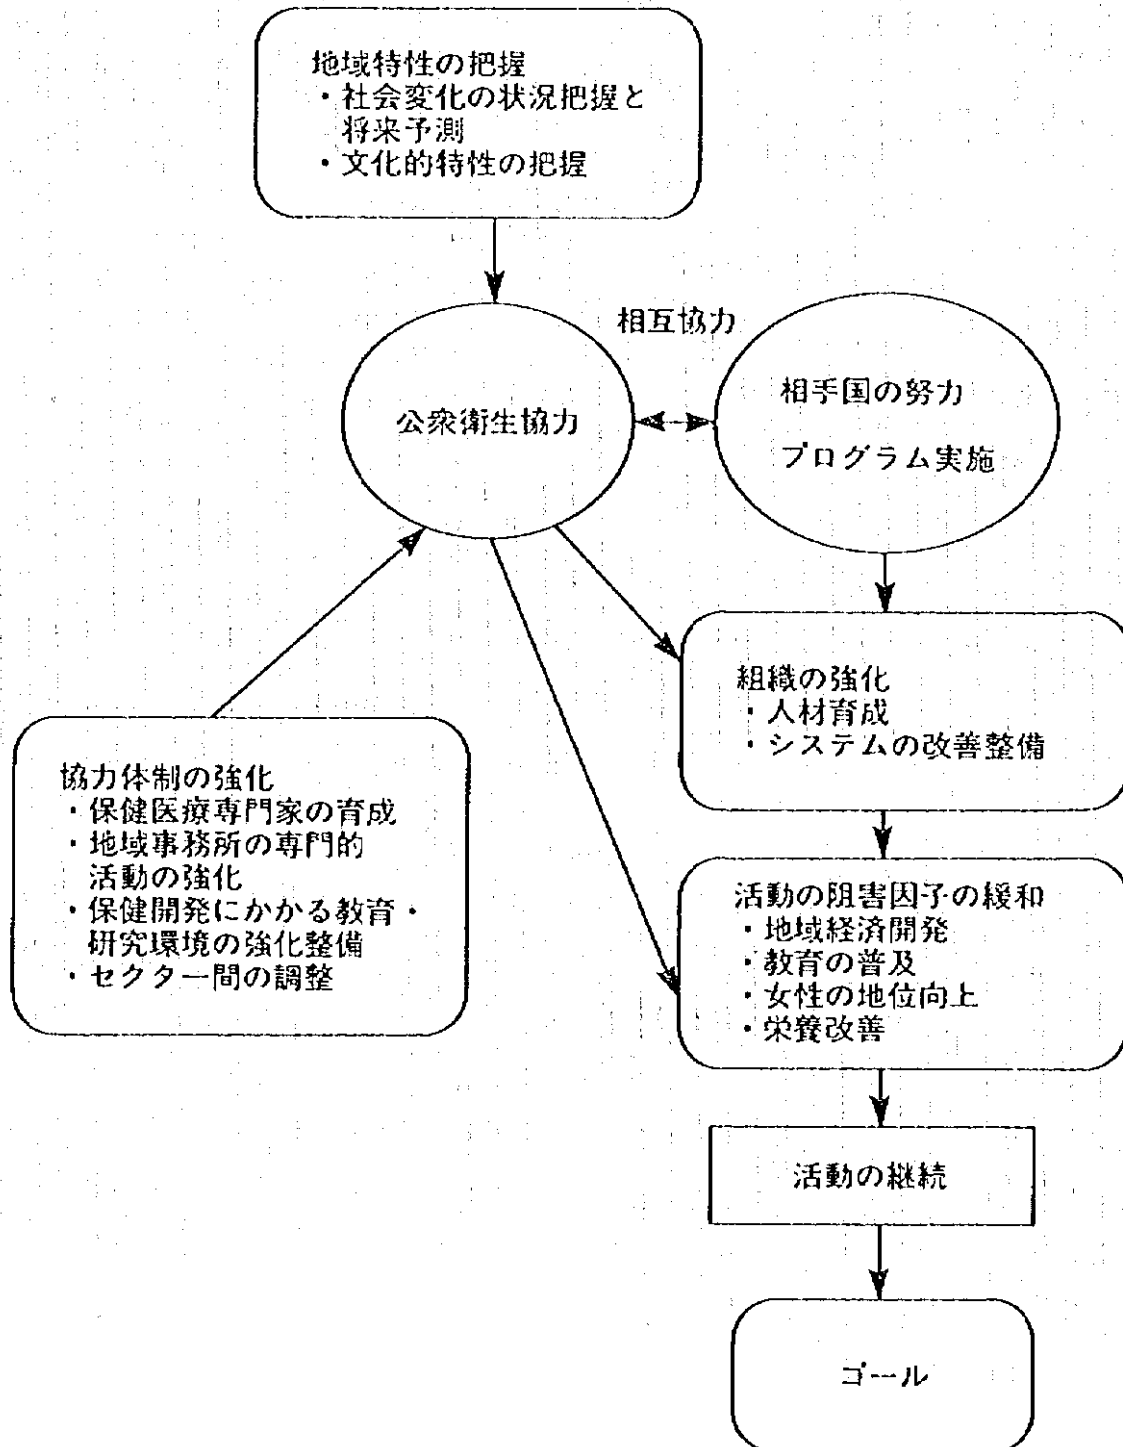 地域特性の把握
・社会変化の状況把握と
将来予測
・文化的特性の把握
相互協力
公衆衛生協力
相手国の努力
プログラム実施
組織の強化
・人材育成
・システムの改善整備
協力体制の強化
・保健医療専門家の育成
・地域事務所の専門的
活動の強化
・保健開発にかかる教育・
研究環境の強化整備
・セクター間の調整
活動の阻害因子の緩和
・地域経済開発
・教育の普及
・女性の地位向上
・栄養改善
活動の継続
ゴール